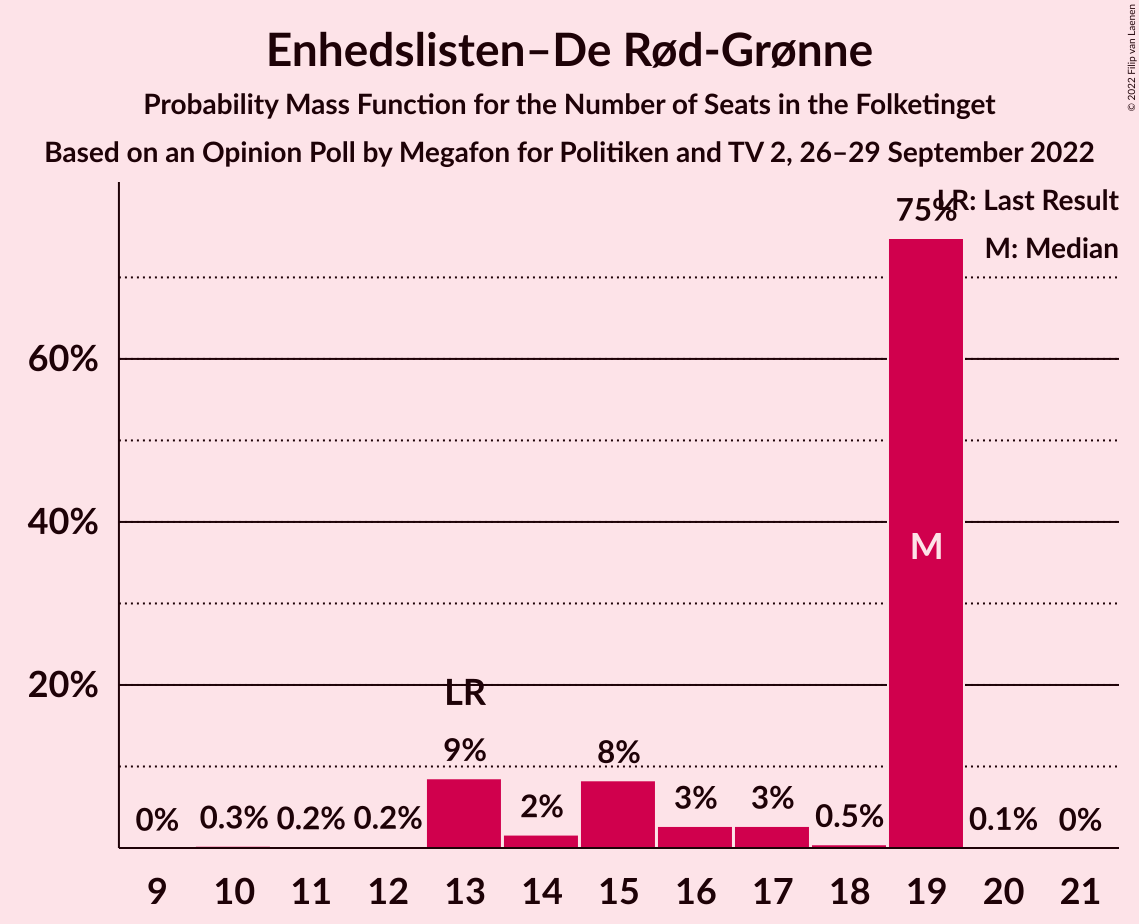 Enhedslisten–De Rød-Grønne
Probability Mass Function for the Number of Seats in the Folketinget
Based on an Opinion Poll by Megafon for Politiken and TV 2, 26–29 September 2022
© 2022 Filip van Laenen
LR: Last Result
M: Median
75%
60%
40%
M
20%
LR
9%
8%
0%
0.3%
0.2%
0.2%
2%
3%
3%
0.5%
0.1%
0%
9 10 11 12 13 14 15 16 17 18 19 20 21